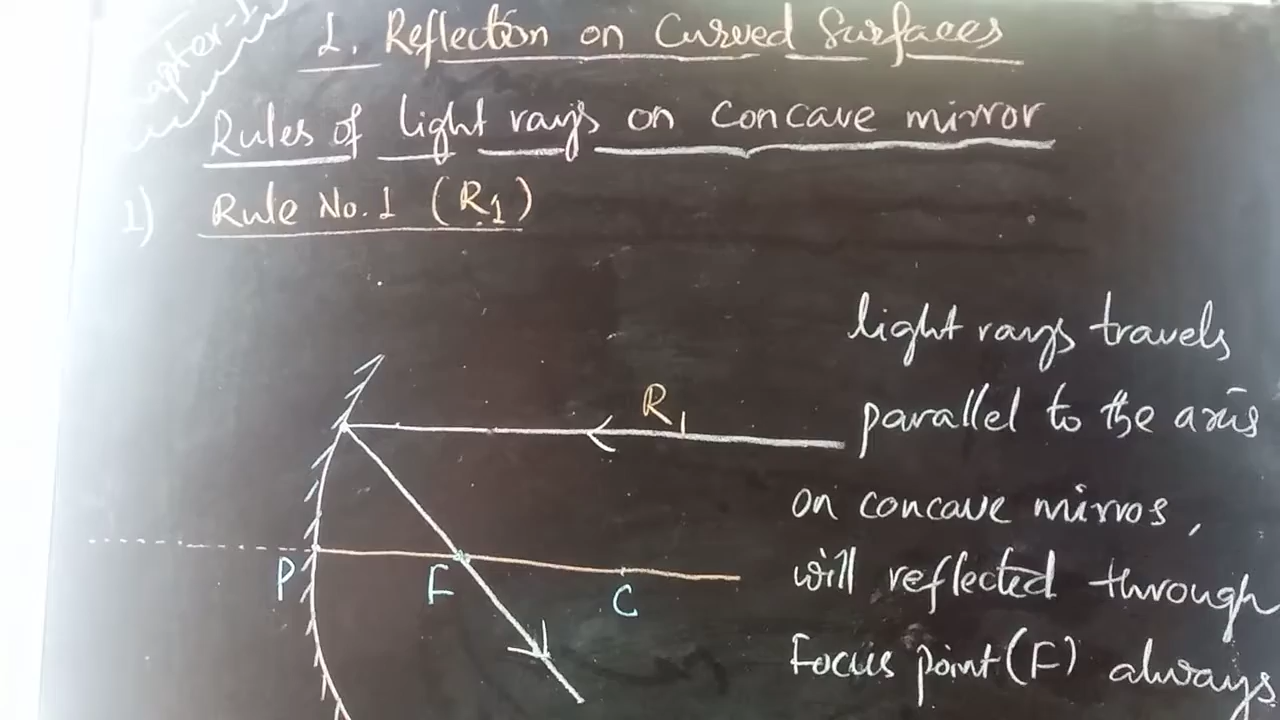 1. Reflection on Curved Surfaces
Rules of light rays on concave mirror
1) Rule No.1 (R1)
light rays travels
parallel to the axis
on concave mirros,
will reflected through
Focus point(F) always
R1
P
F
C